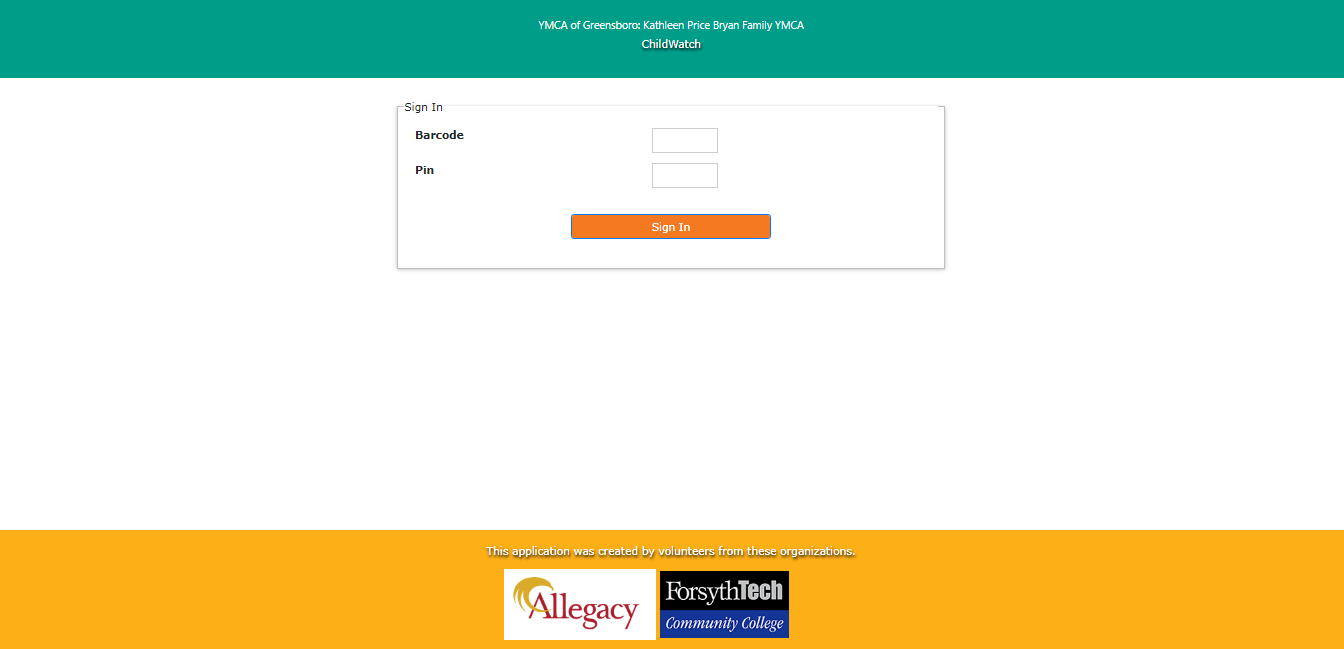 YMCA of Greensboro: Kathleen Price Bryan Family YMCA
ChildWatch
Sign In
Barcode
Pin
Sign In
This application was created by volunteers from these organizations.
Allegacy
ForsythTech
Community College